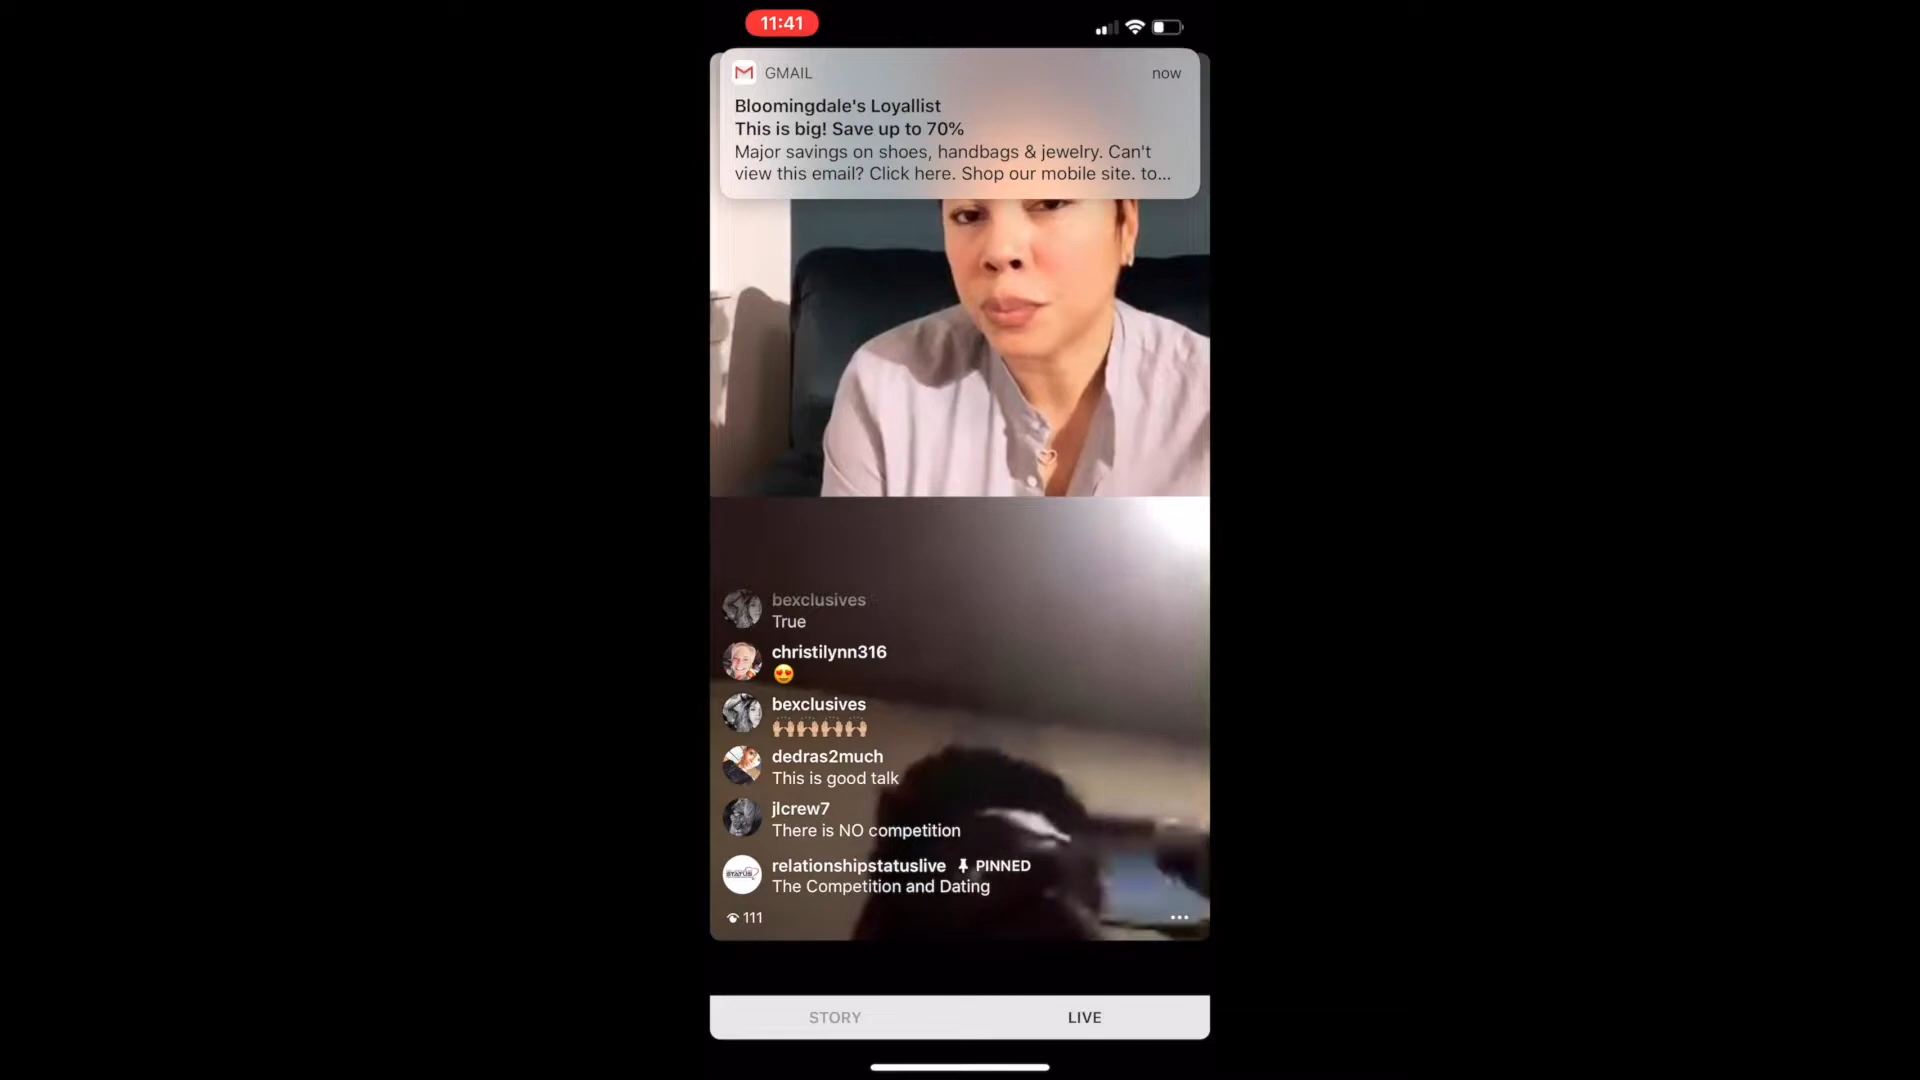 11:41
GMAIL
now
Bloomingdale's Loyallist
This is big! Save up to 70%
Major savings on shoes, handbags & jewelry. Can't
view this email? Click here. Shop our mobile site. to...
bexclusives
True
christilynn316
😍
bexclusives
🙌🏼🙌🏼🙌🏼🙌🏼
dedras2much
This is good talk
jlcrew7
There is NO competition
STATUS
relationshipstatuslive PINNED
The Competition and Dating
111
STORY
LIVE